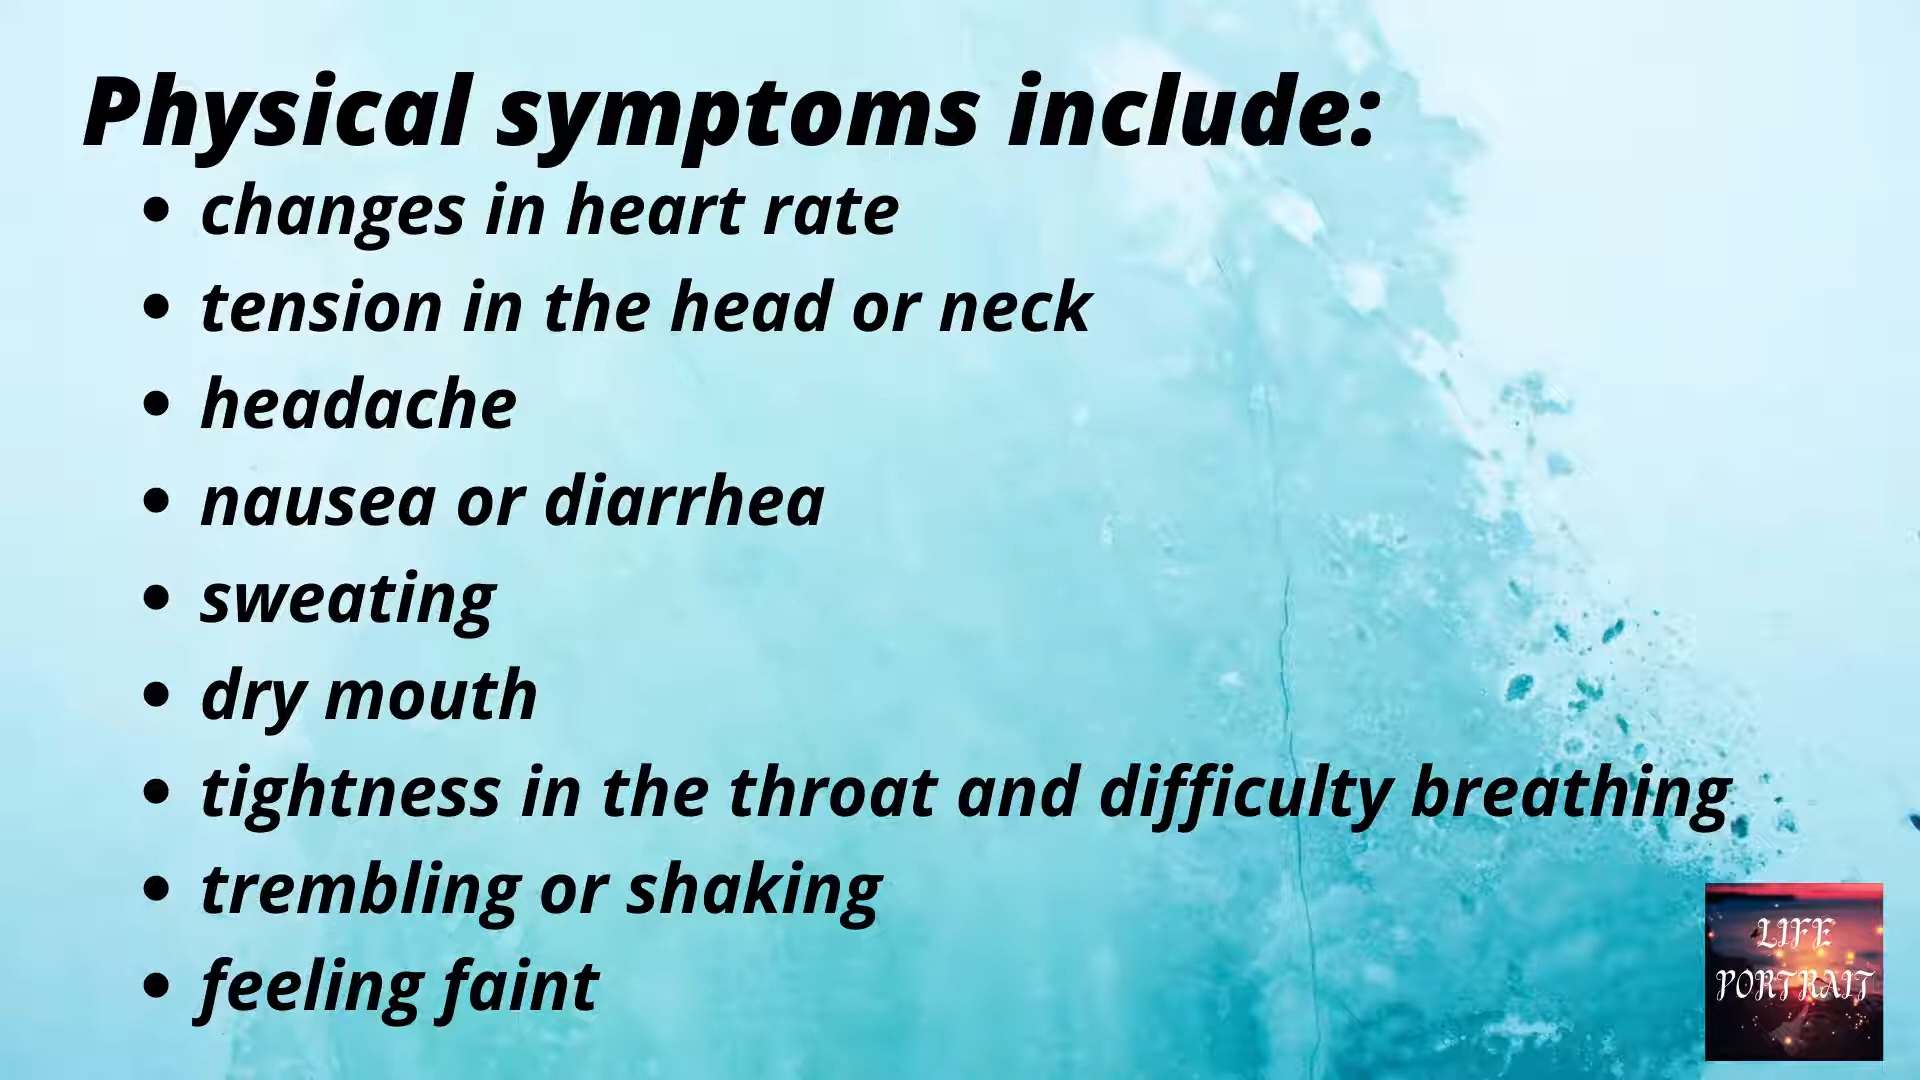 Physical symptoms include:
• changes in heart rate
• tension in the head or neck
• headache
• nausea or diarrhea
• sweating
• dry mouth
• tightness in the throat and difficulty breathing
• trembling or shaking
• feeling faint
LIFE
PORTRAIT